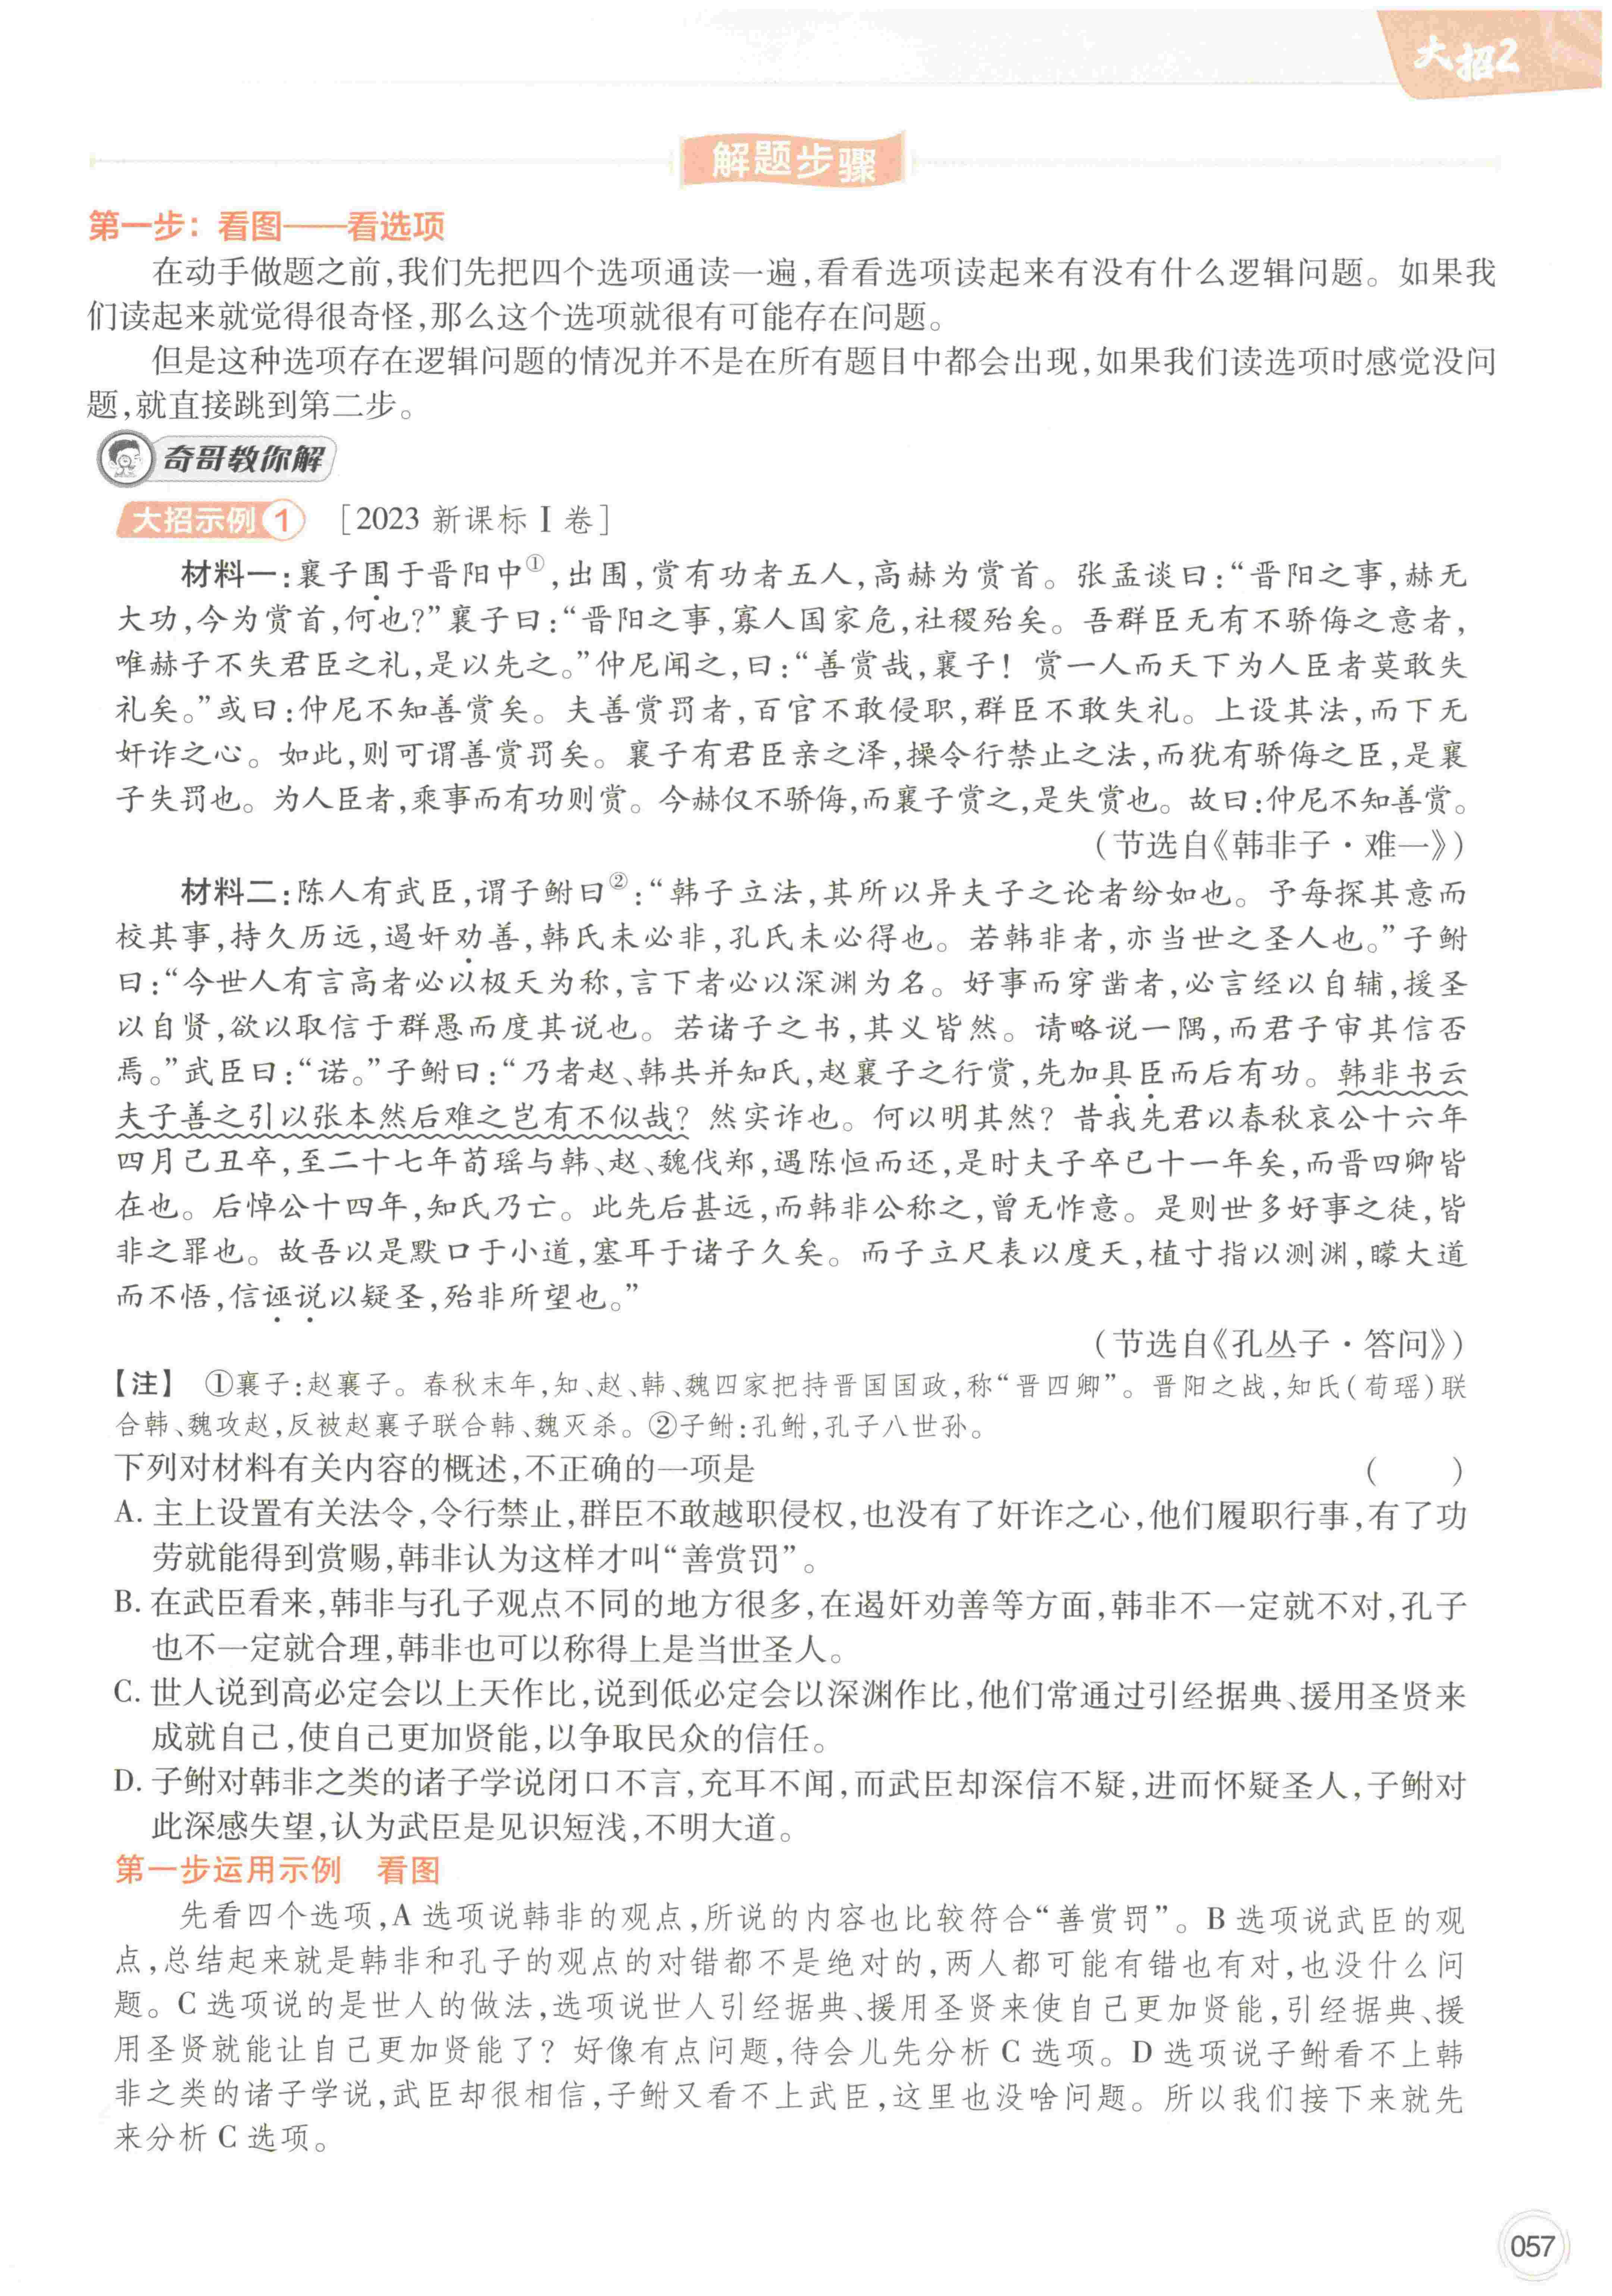 大招2
解题步骤
第一步：看图——看选项
在动手做题之前,我们先把四个选项通读一遍,看看选项读起来有没有什么逻辑问题。如果我
们读起来就觉得很奇怪,那么这个选项就很有可能存在问题。
但是这种选项存在逻辑问题的情况并不是在所有题目中都会出现,如果我们读选项时感觉没问
题,就直接跳到第二步。
奇哥教你解
大招示例1 [2023 新课标Ⅰ卷]
材料一:襄子围于晋阳中①,出围,赏有功者五人,高赫为赏首。张孟谈曰:“晋阳之事,赫无
大功,今为赏首,何也?”襄子曰:“晋阳之事,寡人国家危,社稷殆矣。吾群臣无有不骄侮之意者,
唯赫子不失君臣之礼,是以先之。”仲尼闻之,曰:“善赏哉,襄子!赏一人而天下为人臣者莫敢失
礼矣。”或曰:仲尼不知善赏矣。夫善赏罚者,百官不敢侵职,群臣不敢失礼。上设其法,而下无
奸诈之心。如此,则可谓善赏罚矣。襄子有君臣亲之泽,操令行禁止之法,而犹有骄侮之臣,是襄
子失罚也。为人臣者,乘事而有功则赏。今赫仅不骄侮,而襄子赏之,是失赏也。故曰:仲尼不知善赏。
(节选自《韩非子·难一》)
材料二:陈人有武臣,谓子鲋曰②:“韩子立法,其所以异夫子之论者纷如也。予每探其意而
校其事,持久历远,遏奸劝善,韩氏未必非,孔氏未必得也。若韩非者,亦当世之圣人也。”子鲋
曰:“今世人有言高者必以极天为称,言下者必以深渊为名。好事而穿凿者,必言经以自辅,援圣
以自贤,欲以取信于群愚而度其说也。若诸子之书,其义皆然。请略说一隅,而君子审其信否
焉。”武臣曰:“诺。”子鲋曰:“乃者赵、韩共并知氏,赵襄子之行赏,先加具臣而后有功。韩非书云
夫子善之引以张本然后难之岂有不似哉?然实诈也。何以明其然?昔我先君以春秋哀公十六年
四月己丑卒,至二十七年荀瑶与韩、赵、魏伐郑,遇陈恒而还,是时夫子卒已十一年矣,而晋四卿皆
在也。后悼公十四年,知氏乃亡。此先后甚远,而韩非公称之,曾无怍意。是则世多好事之徒,皆
非之罪也。故吾以是默口于小道,塞耳于诸子久矣。而子立尺表以度天,植寸指以测渊,矇大道
而不悟,信诬说以疑圣,殆非所望也。”
(节选自《孔丛子·答问》)
【注】 ①襄子:赵襄子。春秋末年,知、赵、韩、魏四家把持晋国国政,称“晋四卿”。晋阳之战,知氏(荀瑶)联
合韩、魏攻赵,反被赵襄子联合韩、魏灭杀。②子鲋:孔鲋,孔子八世孙。
下列对材料有关内容的概述,不正确的一项是 ( )
A. 主上设置有关法令,令行禁止,群臣不敢越职侵权,也没有了奸诈之心,他们履职行事,有了功
劳就能得到赏赐,韩非认为这样才叫“善赏罚”。
B. 在武臣看来,韩非与孔子观点不同的地方很多,在遏奸劝善等方面,韩非不一定就不对,孔子
也不一定就合理,韩非也可以称得上是当世圣人。
C. 世人说到高必定会以上天作比,说到低必定会以深渊作比,他们常通过引经据典、援用圣贤来
成就自己,使自己更加贤能,以争取民众的信任。
D. 子鲋对韩非之类的诸子学说闭口不言,充耳不闻,而武臣却深信不疑,进而怀疑圣人,子鲋对
此深感失望,认为武臣是见识短浅,不明大道。
第一步运用示例 看图
先看四个选项,A 选项说韩非的观点,所说的内容也比较符合“善赏罚”。B 选项说武臣的观
点,总结起来就是韩非和孔子的观点的对错都不是绝对的,两人都可能有错也有对,也没什么问
题。C 选项说的是世人的做法,选项说世人引经据典、援用圣贤来使自己更加贤能,引经据典、援
用圣贤就能让自己更加贤能了?好像有点问题,待会儿先分析 C 选项。D 选项说子鲋看不上韩
非之类的诸子学说,武臣却很相信,子鲋又看不上武臣,这里也没啥问题。所以我们接下来就先
来分析 C 选项。
057